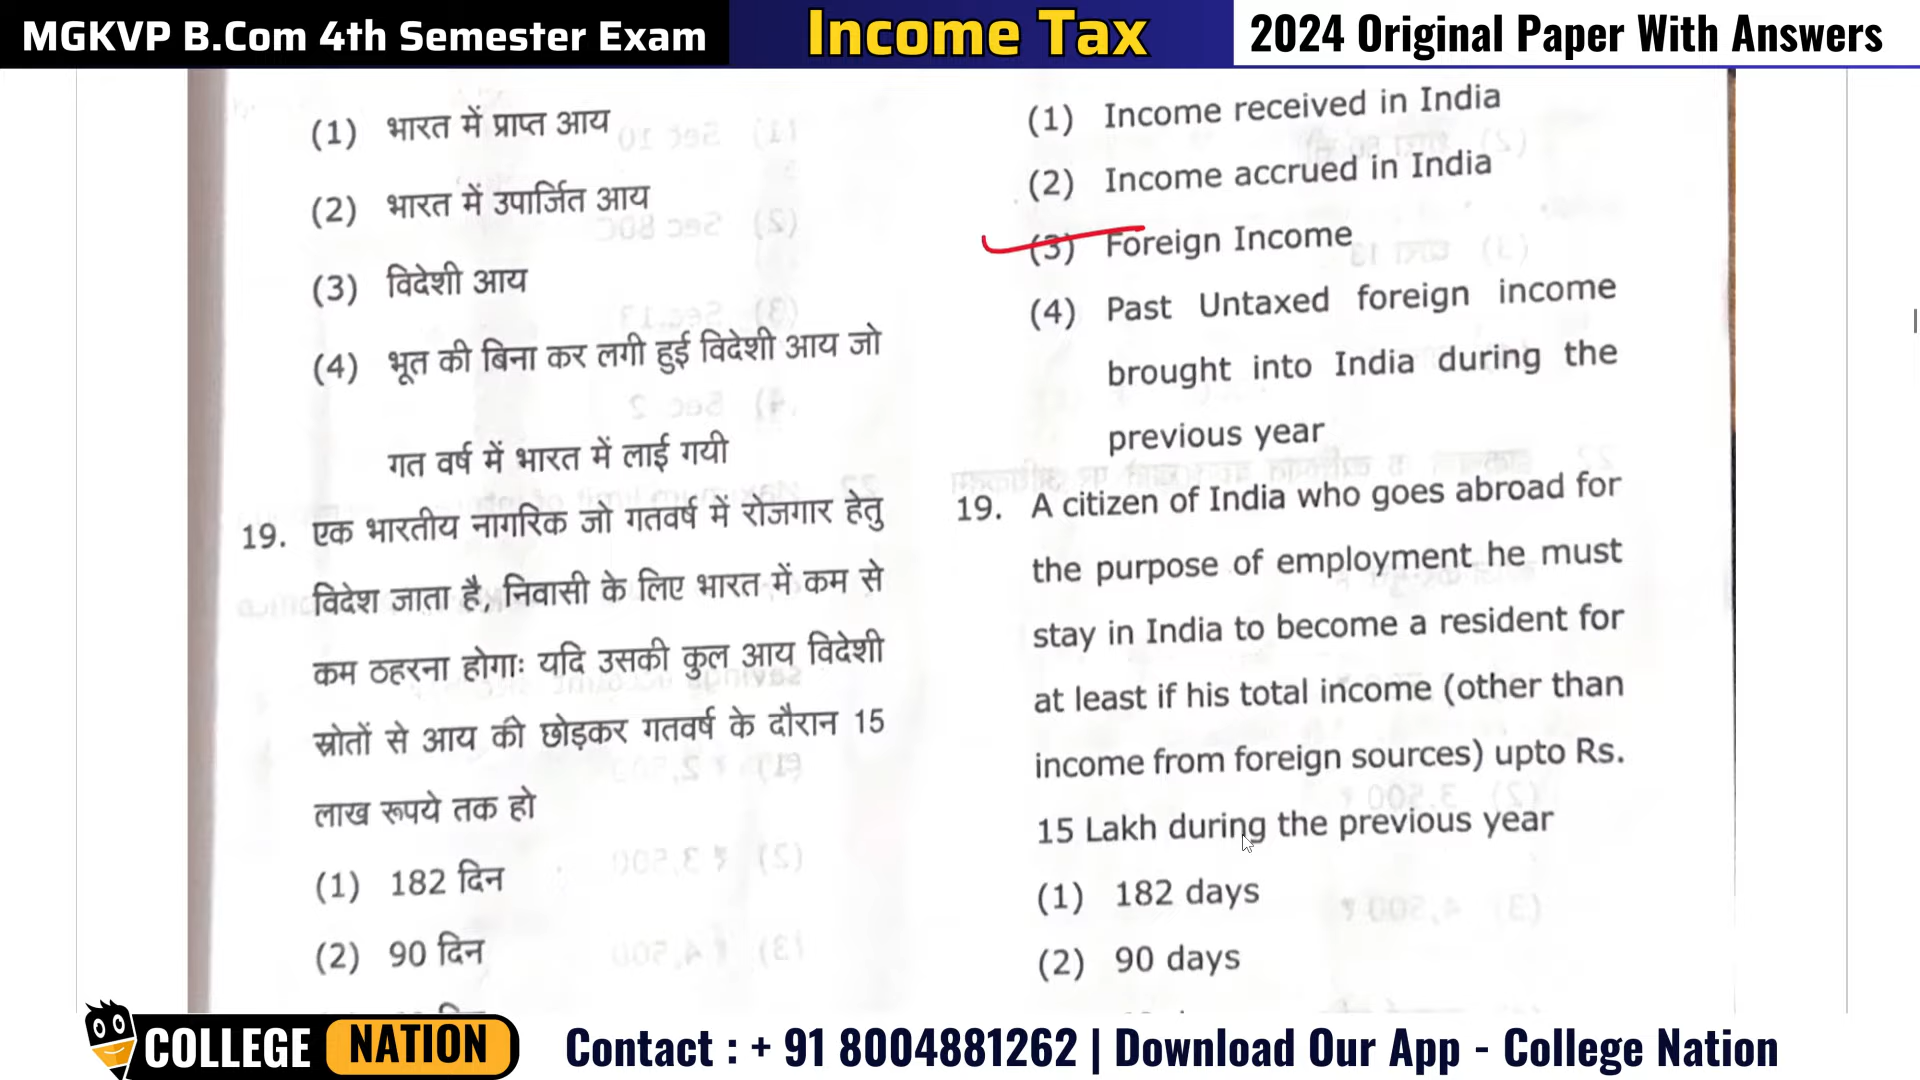 MGKVP B.Com 4th Semester Exam
Income Tax
2024 Original Paper With Answers
(1) भारत में प्राप्त आय
(2) भारत में उपार्जित आय
(3) विदेशी आय
(4) भूत की बिना कर लगी हुई विदेशी आय जो
गत वर्ष में भारत में लाई गयी
19. एक भारतीय नागरिक जो गतवर्ष में रोजगार हेतु
विदेश जाता है, निवासी के लिए भारत में कम से
कम ठहरना होगाः यदि उसकी कुल आय विदेशी
स्रोतों से आय की छोड़कर गतवर्ष के दौरान 15
लाख रूपये तक हो
(1) 182 दिन
(2) 90 दिन
(1) Income received in India
(2) Income accrued in India
(3) Foreign Income
(4) Past Untaxed foreign income
brought into India during the
previous year
19. A citizen of India who goes abroad for
the purpose of employment he must
stay in India to become a resident for
at least if his total income (other than
income from foreign sources) upto Rs.
15 Lakh during the previous year
(1) 182 days
(2) 90 days
COLLEGE NATION
Contact : + 91 8004881262 | Download Our App - College Nation